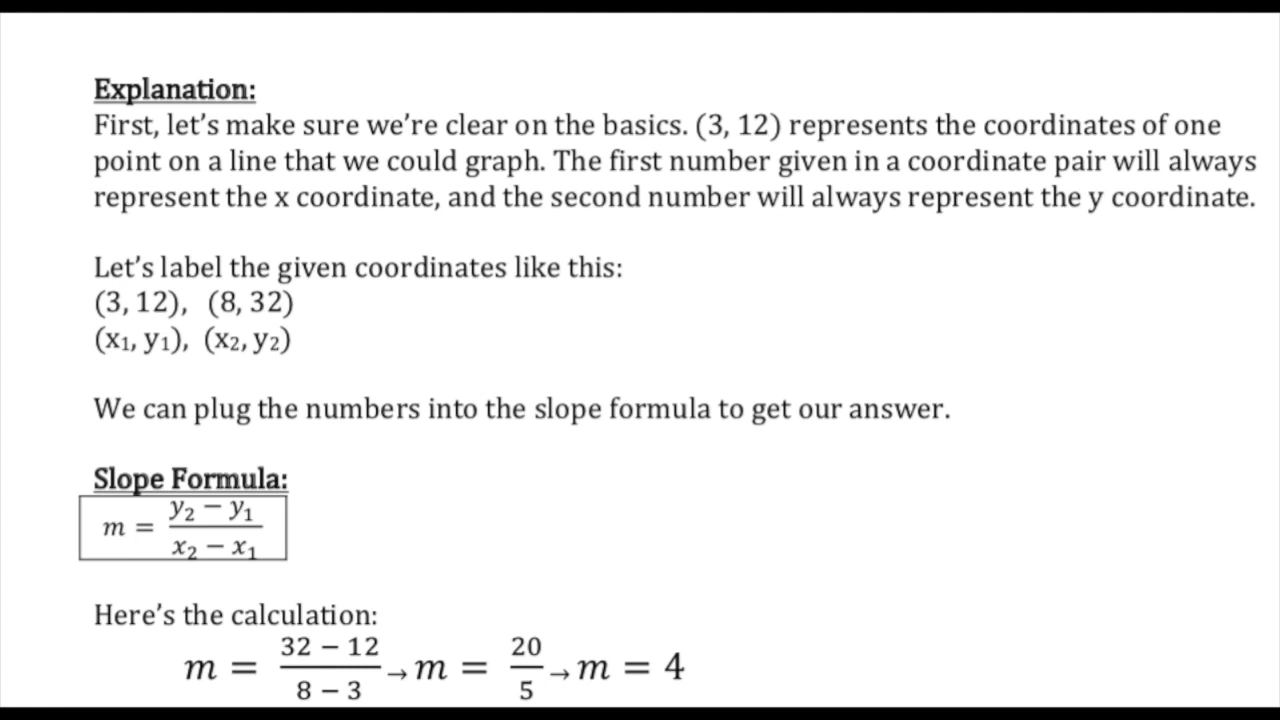 Explanation:
First, let’s make sure we’re clear on the basics. (3, 12) represents the coordinates of one
point on a line that we could graph. The first number given in a coordinate pair will always
represent the x coordinate, and the second number will always represent the y coordinate.
Let’s label the given coordinates like this:
(3, 12), (8, 32)
(x₁, y₁), (x₂, y₂)
We can plug the numbers into the slope formula to get our answer.
Slope Formula:
m = (y₂ − y₁)/(x₂ − x₁)
Here’s the calculation:
m = (32 − 12)/(8 − 3) → m = 20/5 → m = 4